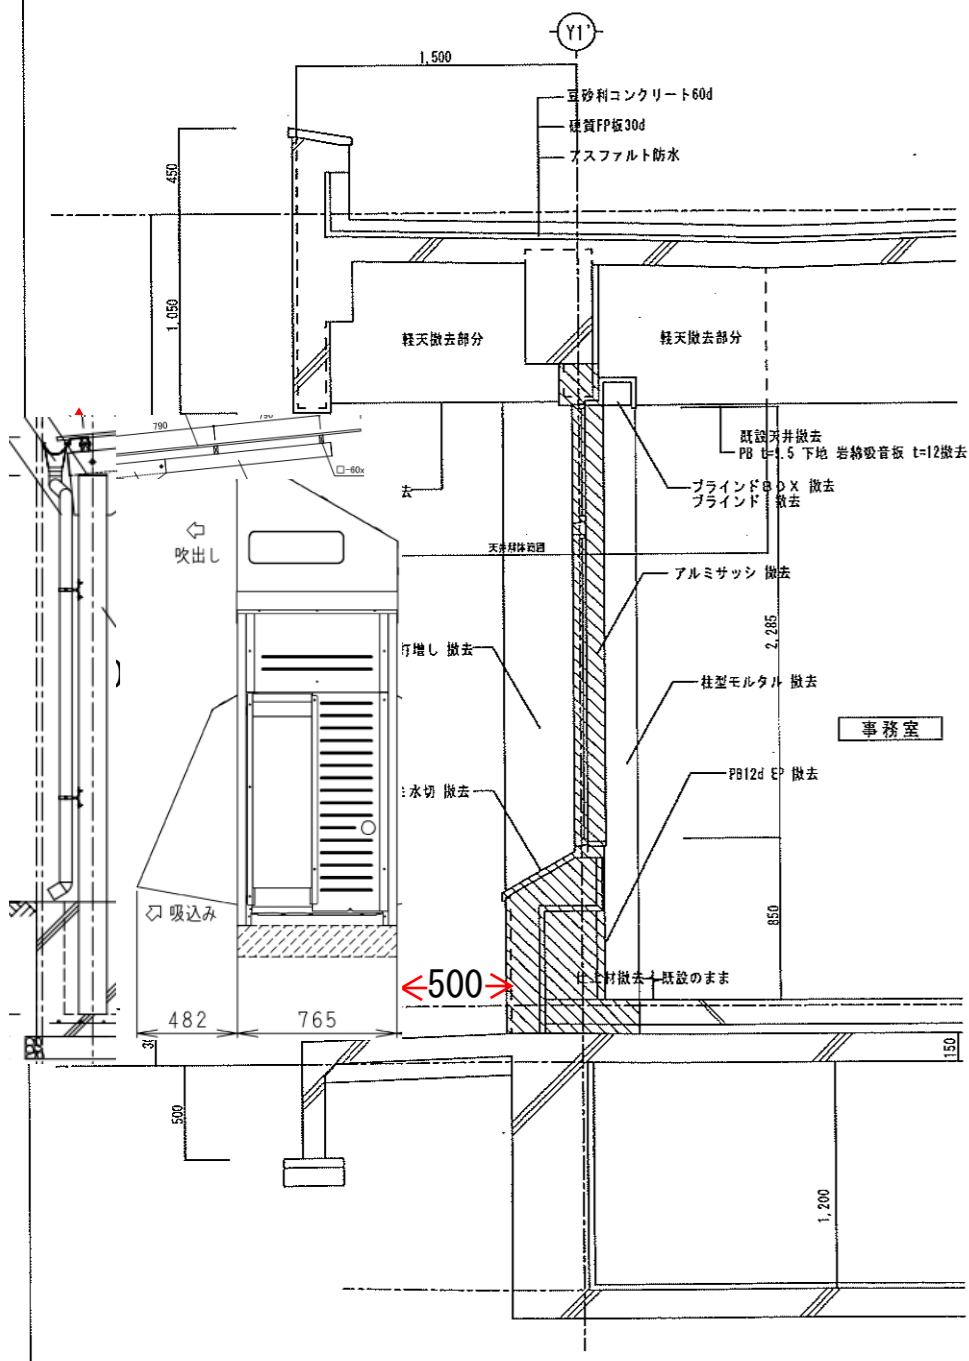 Y1'
1,500
豆砂利コンクリート60d
硬質FP板30d
アスファルト防水
450
1,050
軽天撤去部分
軽天撤去部分
790
790
□-60x
既設天井撤去
PB t=9.5 下地 岩綿吸音板 t=12撤去
去
ブラインドBOX 撤去
ブラインド 撤去
吹出し
天井解体範囲
アルミサッシ 撤去
2,285
打増し 撤去
柱型モルタル 撤去
事務室
PB12d EP 撤去
水切 撤去
吸込み
850
500
仕上材撤去 既設のまま
482
765
150
500
1,200